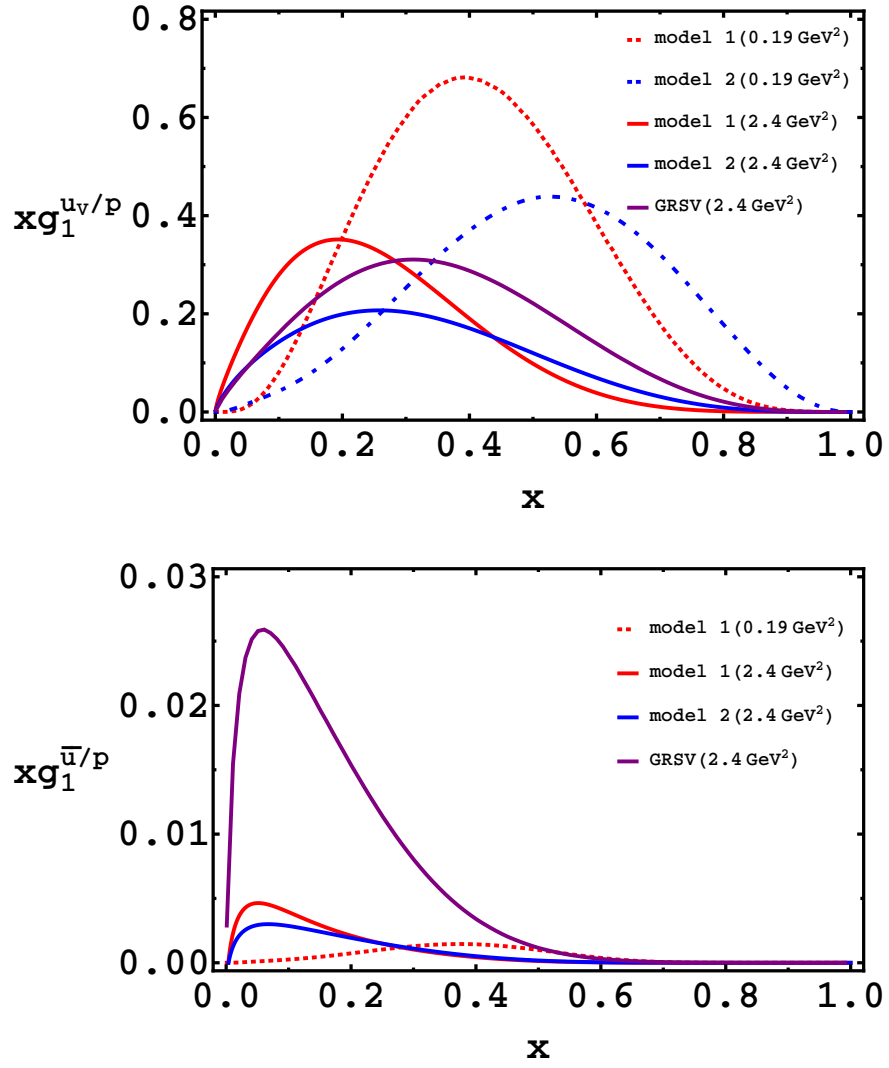 0.8
0.6
0.4
0.2
0.0
xg₁^{u_V/p}
model 1(0.19 GeV²)
model 2(0.19 GeV²)
model 1(2.4 GeV²)
model 2(2.4 GeV²)
GRSV(2.4 GeV²)
0.0 0.2 0.4 0.6 0.8 1.0
x
0.03
0.02
0.01
0.00
xg₁^{u̅/p}
model 1(0.19 GeV²)
model 1(2.4 GeV²)
model 2(2.4 GeV²)
GRSV(2.4 GeV²)
0.0 0.2 0.4 0.6 0.8 1.0
x